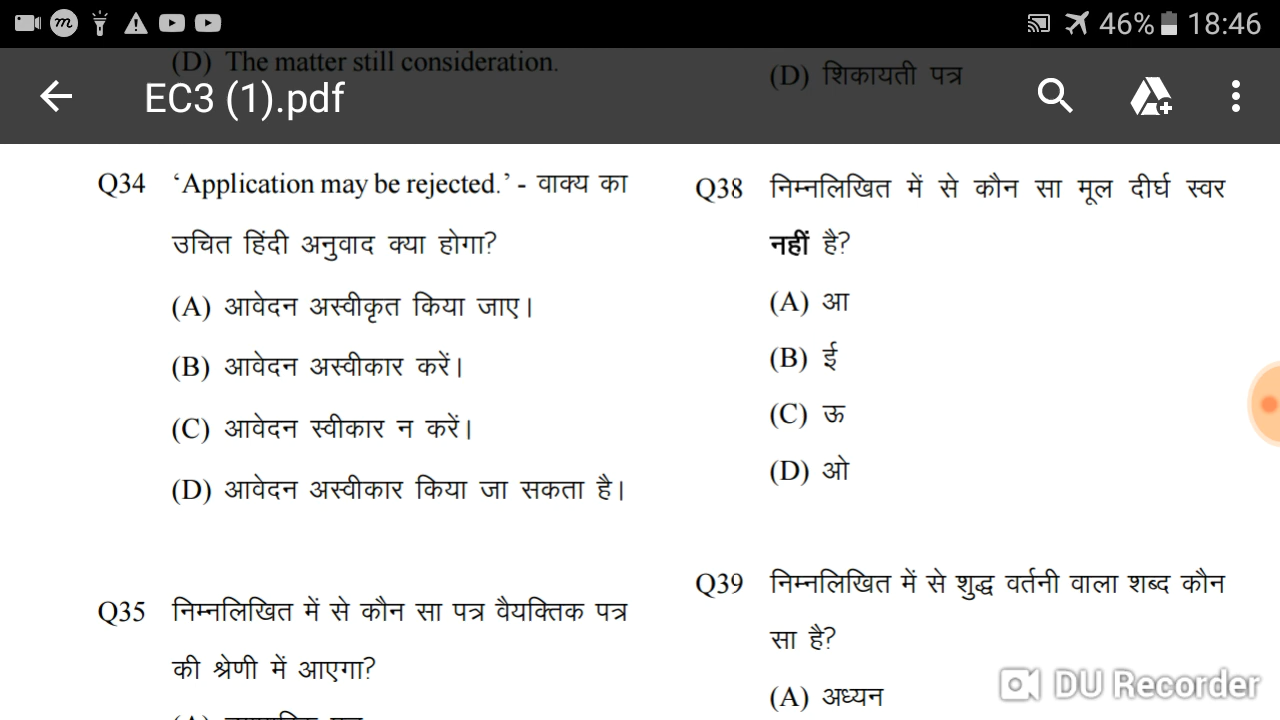 46% 18:46
(D) The matter still consideration.
(D) शिकायती पत्र
EC3 (1).pdf
Q34 ‘Application may be rejected.’ - वाक्य का
उचित हिंदी अनुवाद क्या होगा?
(A) आवेदन अस्वीकृत किया जाए।
(B) आवेदन अस्वीकार करें।
(C) आवेदन स्वीकार न करें।
(D) आवेदन अस्वीकार किया जा सकता है।
Q35 निम्नलिखित में से कौन सा पत्र वैयक्तिक पत्र
की श्रेणी में आएगा?
Q38 निम्नलिखित में से कौन सा मूल दीर्घ स्वर
नहीं है?
(A) आ
(B) ई
(C) ऊ
(D) ओ
Q39 निम्नलिखित में से शुद्ध वर्तनी वाला शब्द कौन
सा है?
(A) अध्यन
DU Recorder